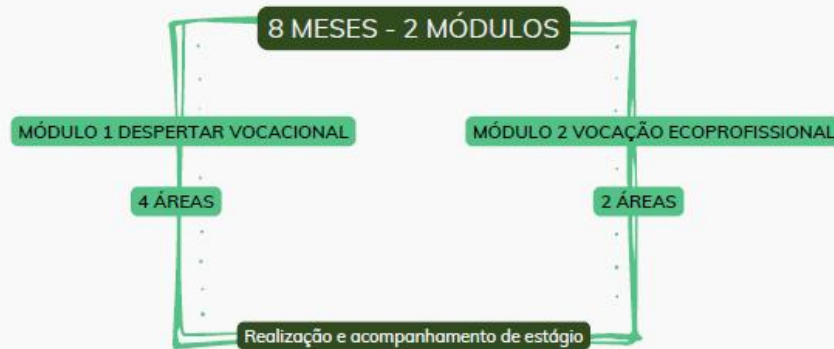 8 MESES - 2 MÓDULOS
MÓDULO 1 DESPERTAR VOCACIONAL
MÓDULO 2 VOCAÇÃO ECOPROFISSIONAL
4 ÁREAS
2 ÁREAS
Realização e acompanhamento de estágio